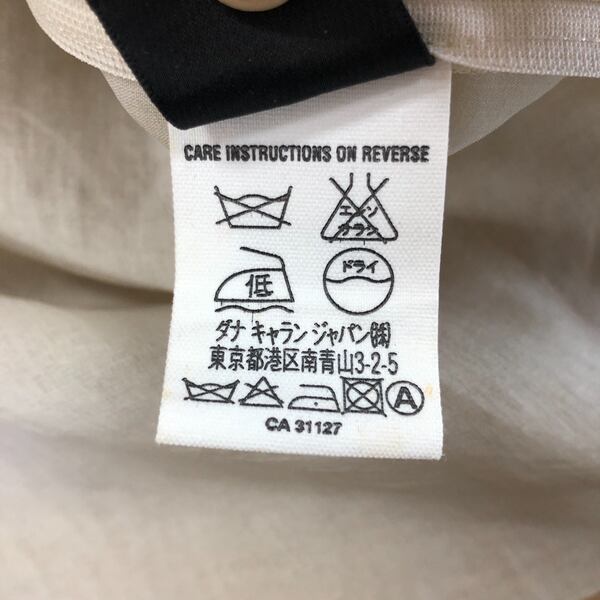 CARE INSTRUCTIONS ON REVERSE
エンソ
サラシ
低
ドライ
ダナ キャラン ジャパン㈱
東京都港区南青山3-2-5
A
CA 31127